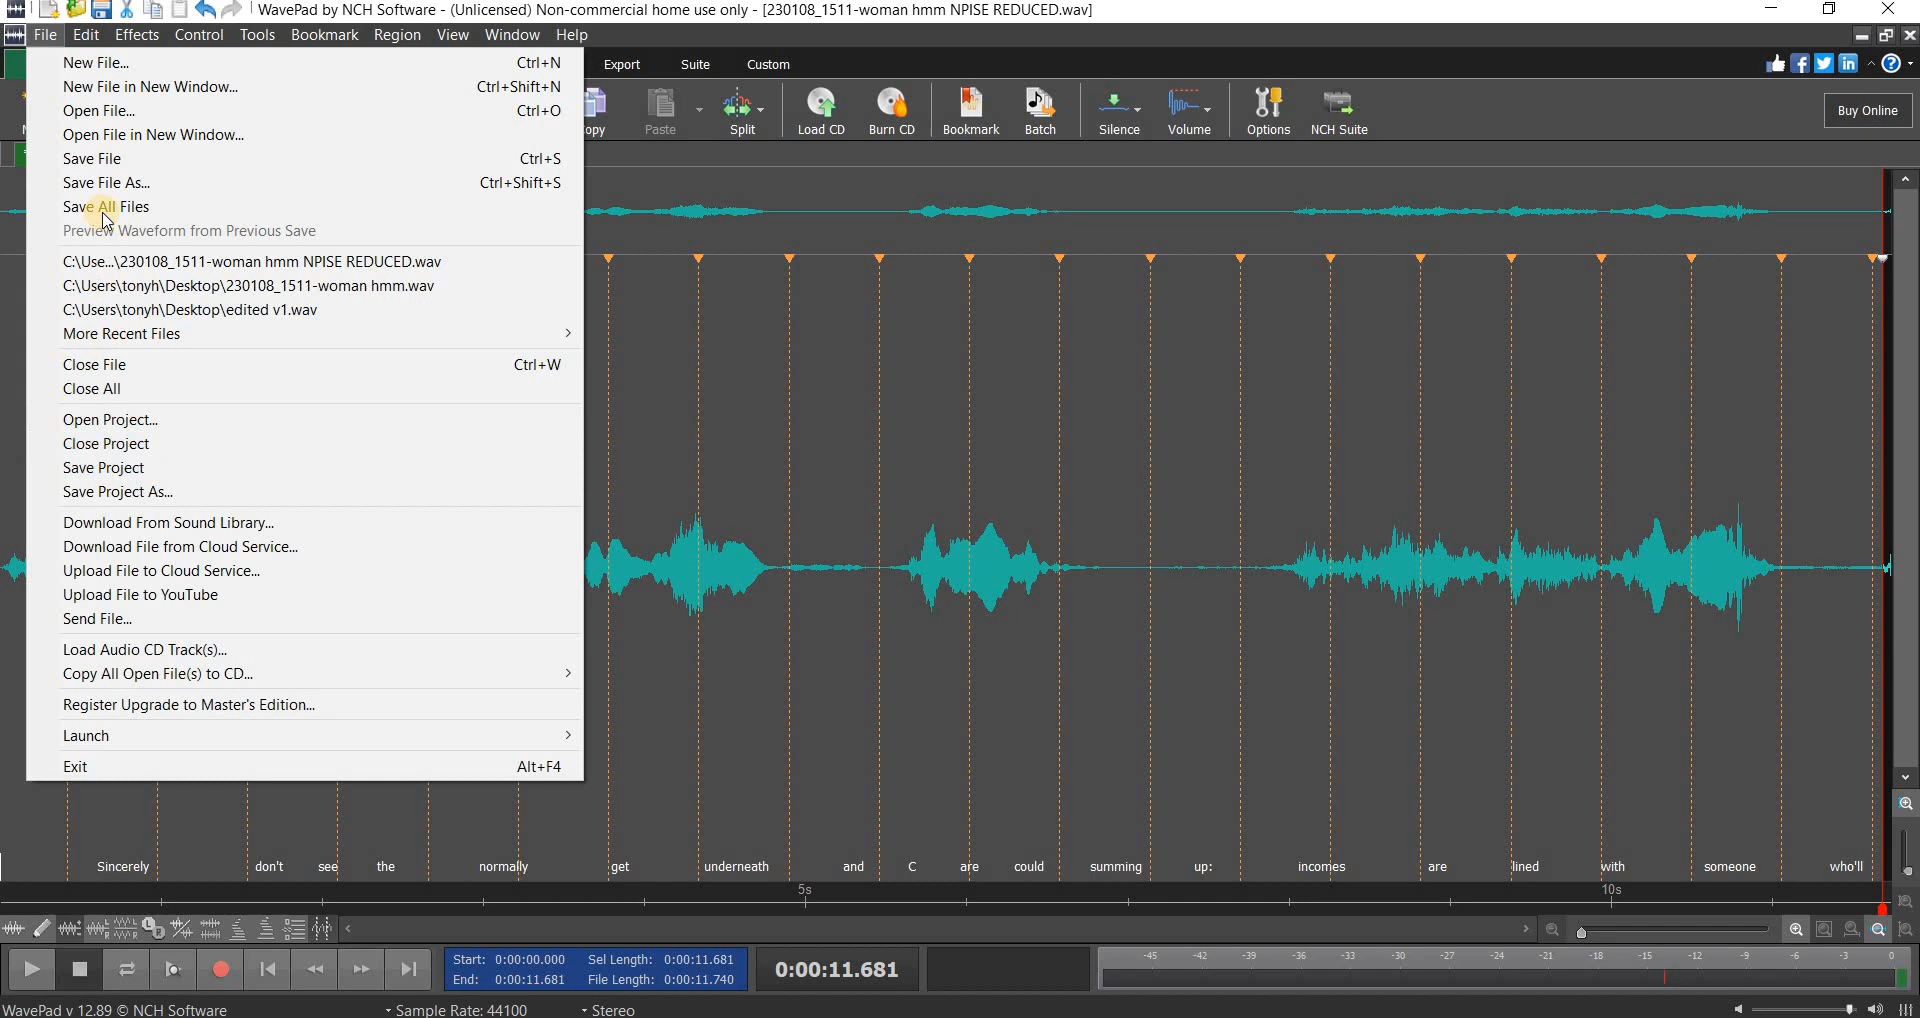 WavePad by NCH Software - (Unlicensed) Non-commercial home use only - [230108_1511-woman hmm NPISE REDUCED.wav]
File Edit Effects Control Tools Bookmark Region View Window Help
Export Suite Custom
opy Paste Split Load CD Burn CD Bookmark Batch Silence Volume Options NCH Suite Buy Online
New File... Ctrl+N
New File in New Window... Ctrl+Shift+N
Open File... Ctrl+O
Open File in New Window...
Save File Ctrl+S
Save File As... Ctrl+Shift+S
Save All Files
Preview Waveform from Previous Save
C:\Use...\230108_1511-woman hmm NPISE REDUCED.wav
C:\Users\tonyh\Desktop\230108_1511-woman hmm.wav
C:\Users\tonyh\Desktop\edited v1.wav
More Recent Files
Close File Ctrl+W
Close All
Open Project...
Close Project
Save Project
Save Project As...
Download From Sound Library...
Download File from Cloud Service...
Upload File to Cloud Service...
Upload File to YouTube
Send File...
Load Audio CD Track(s)...
Copy All Open File(s) to CD...
Register Upgrade to Master's Edition...
Launch
Exit Alt+F4
Sincerely don't see the normally get underneath and C are could summing up: incomes are lined with someone who'll
5s 10s
Start: 0:00:00.000 Sel Length: 0:00:11.681
End: 0:00:11.681 File Length: 0:00:11.740
0:00:11.681
-45 -42 -39 -36 -33 -30 -27 -24 -21 -18 -15 -12 -9 -6 -3 0
WavePad v 12.89 © NCH Software Sample Rate: 44100 Stereo